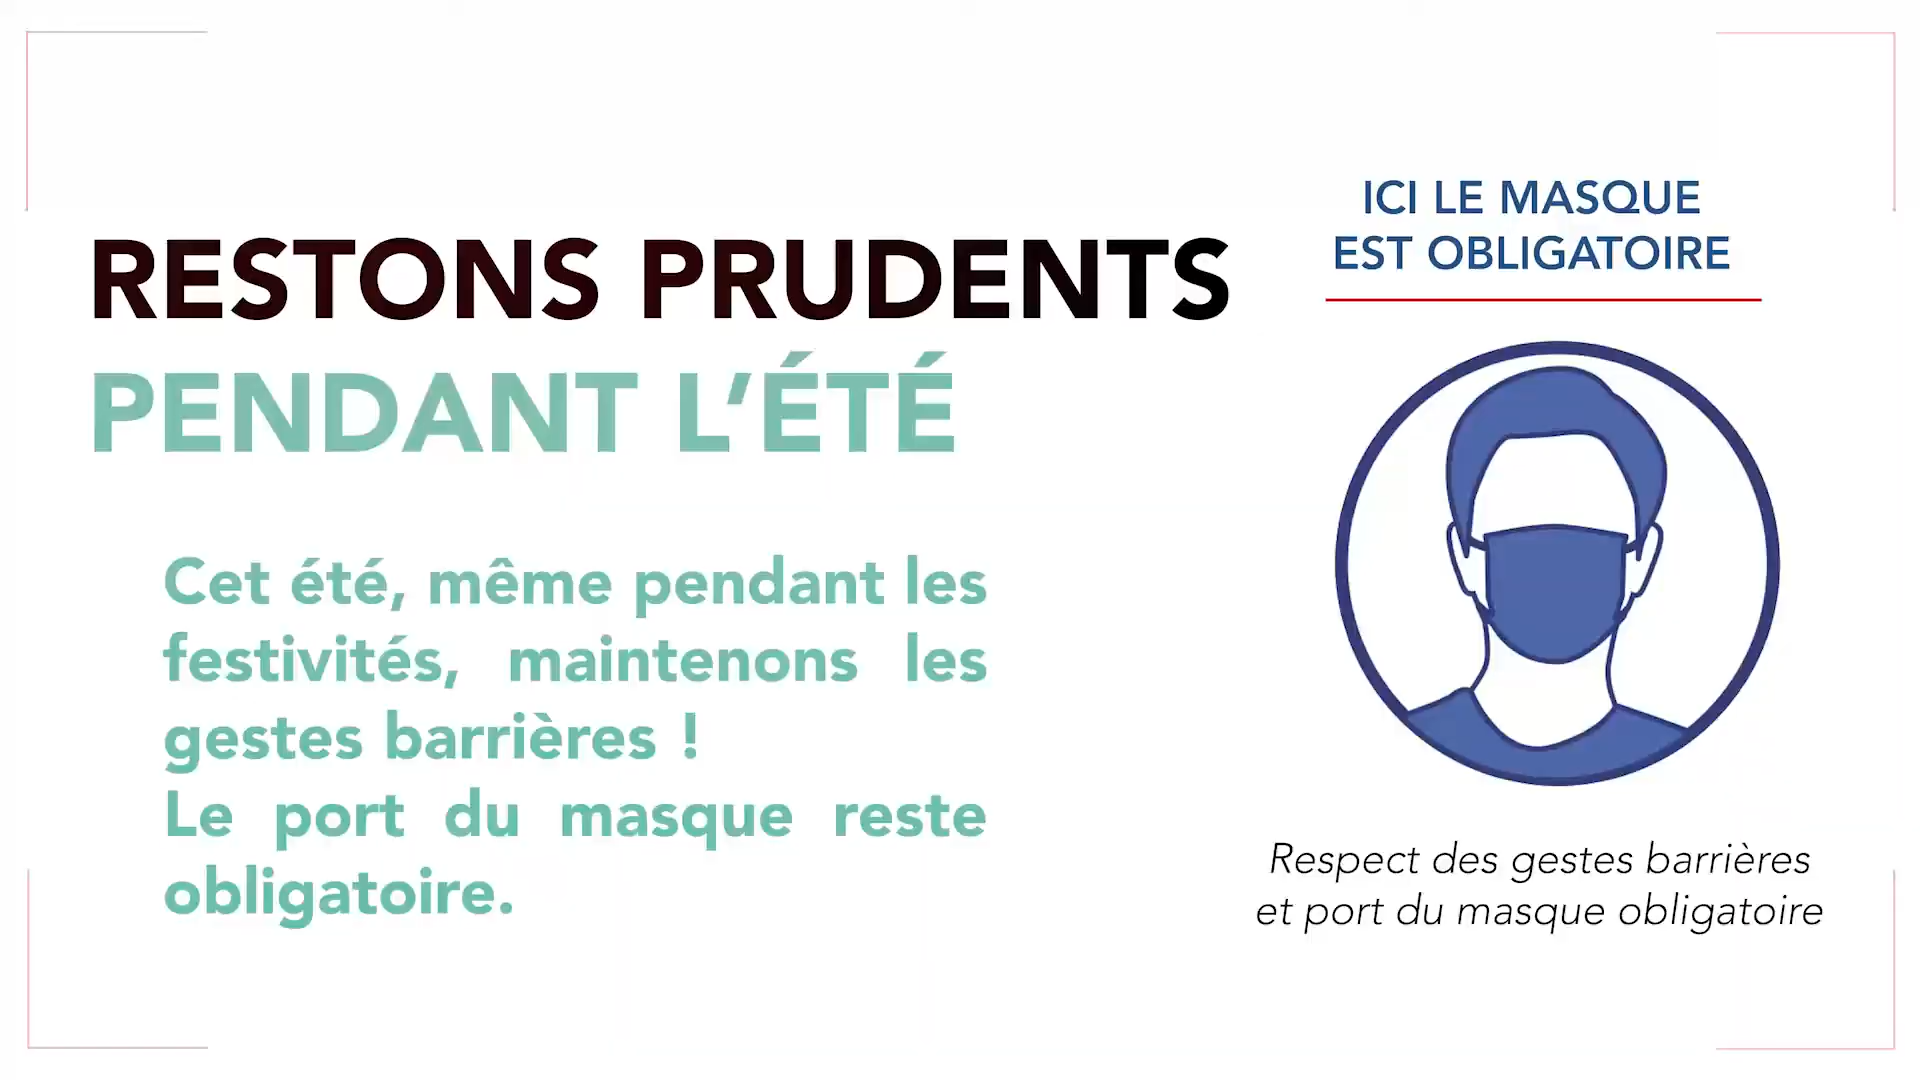 RESTONS PRUDENTS
PENDANT L’ÉTÉ
Cet été, même pendant les
festivités, maintenons les
gestes barrières !
Le port du masque reste
obligatoire.
ICI LE MASQUE
EST OBLIGATOIRE
Respect des gestes barrières
et port du masque obligatoire